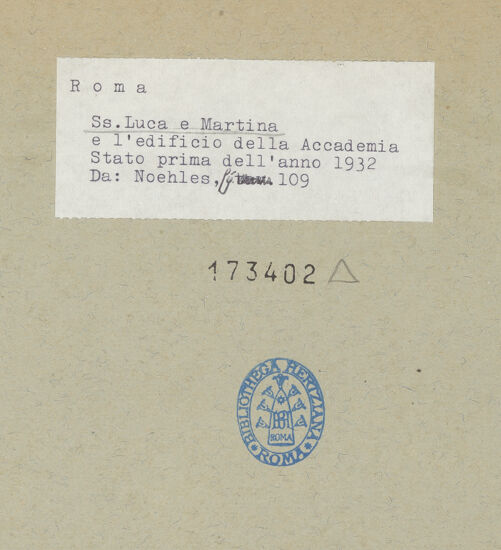 Roma
Ss.Luca e Martina
e l'edificio della Accademia
Stato prima dell'anno 1932
Da: Noehles, 109
173402
BIBLIOTHECA HERTZIANA
ROMA
ROMA